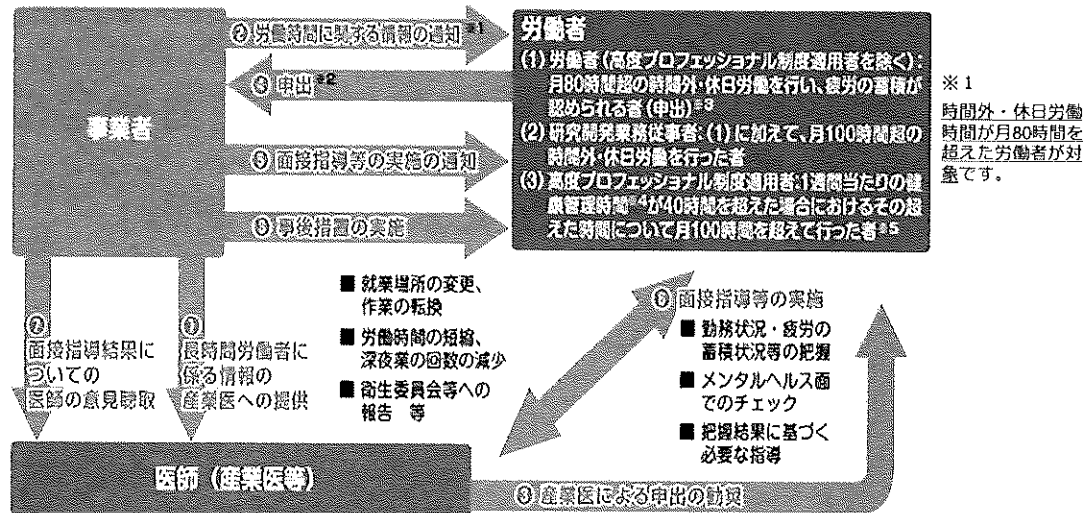 ② 労働時間に関する情報の通知※1
④ 申出※2
事業者
⑤ 面接指導等の実施の通知
⑧ 事後措置の実施
労働者
(1) 労働者(高度プロフェッショナル制度適用者を除く):
月80時間超の時間外・休日労働を行い、疲労の蓄積が
認められる者(申出)※3
(2) 研究開発業務従事者:(1)に加えて、月100時間超の
時間外・休日労働を行った者
(3) 高度プロフェッショナル制度適用者:1週間当たりの健
康管理時間※4が40時間を超えた場合におけるその超
えた時間について月100時間を超えて行った者※5
※1
時間外・休日労働
時間が月80時間を
超えた労働者が対
象です。
⑦
面接指導結果に
ついての
医師の意見聴取
①
長時間労働者に
係る情報の
産業医への提供
■ 就業場所の変更、
作業の転換
■ 労働時間の短縮、
深夜業の回数の減少
■ 衛生委員会等への
報告 等
⑥ 面接指導等の実施
■ 勤務状況・疲労の
蓄積状況等の把握
■ メンタルヘルス面
でのチェック
■ 把握結果に基づく
必要な指導
医師(産業医等)
③ 産業医による申出の勧奨